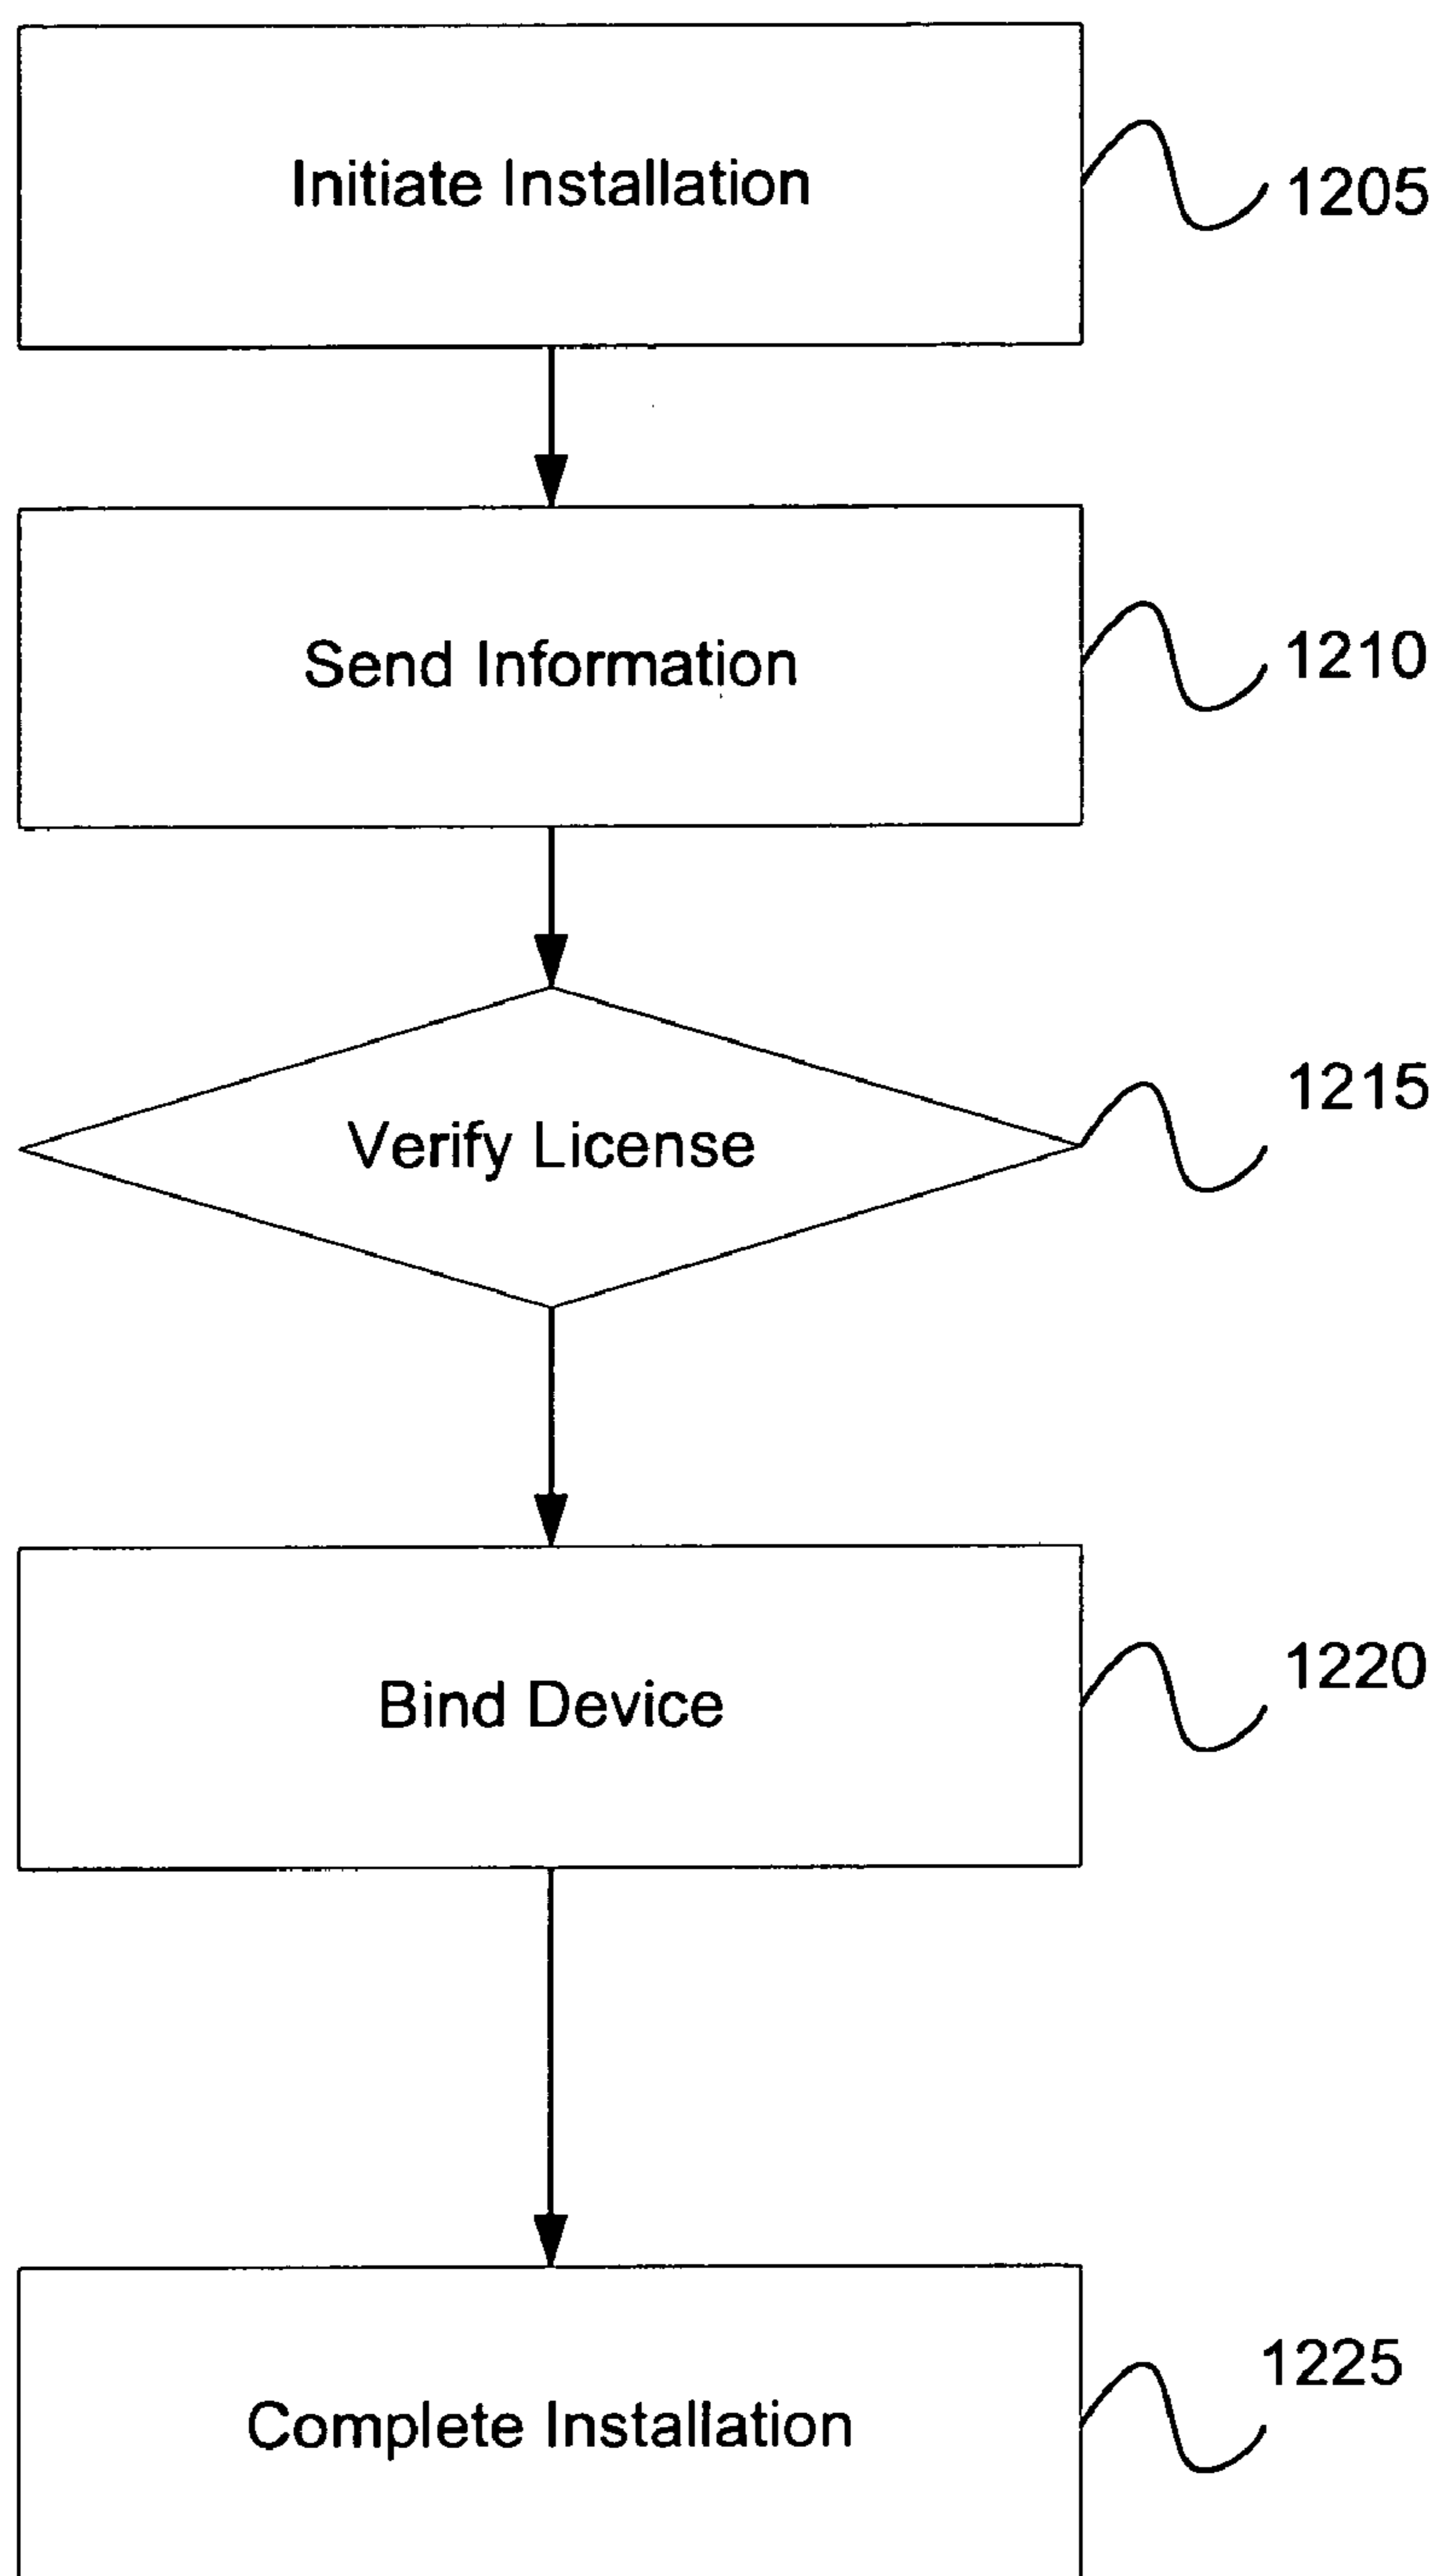 Initiate Installation
1205
Send Information
1210
Verify License
1215
Bind Device
1220
Complete Installation
1225